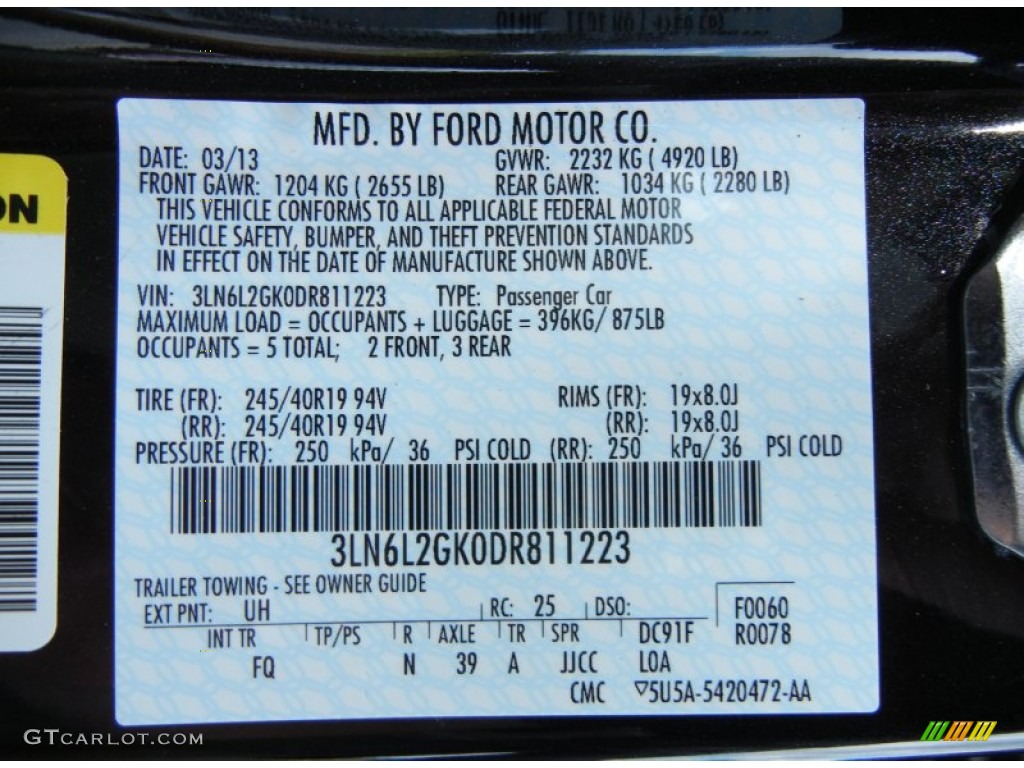 MFD. BY FORD MOTOR CO.
DATE: 03/13 GVWR: 2232 KG ( 4920 LB)
FRONT GAWR: 1204 KG ( 2655 LB) REAR GAWR: 1034 KG ( 2280 LB)
THIS VEHICLE CONFORMS TO ALL APPLICABLE FEDERAL MOTOR
VEHICLE SAFETY, BUMPER, AND THEFT PREVENTION STANDARDS
IN EFFECT ON THE DATE OF MANUFACTURE SHOWN ABOVE.
VIN: 3LN6L2GK0DR811223 TYPE: Passenger Car
MAXIMUM LOAD = OCCUPANTS + LUGGAGE = 396KG/ 875LB
OCCUPANTS = 5 TOTAL; 2 FRONT, 3 REAR
TIRE (FR): 245/40R19 94V RIMS (FR): 19x8.0J
(RR): 245/40R19 94V (RR): 19x8.0J
PRESSURE (FR): 250 kPa/ 36 PSI COLD (RR): 250 kPa/ 36 PSI COLD
3LN6L2GK0DR811223
TRAILER TOWING - SEE OWNER GUIDE
EXT PNT: UH RC: 25 DSO: F0060
INT TR TP/PS R AXLE TR SPR DC91F R0078
FQ N 39 A JJCC L0A
CMC ▽5U5A-5420472-AA
ON
GTCARLOT.COM